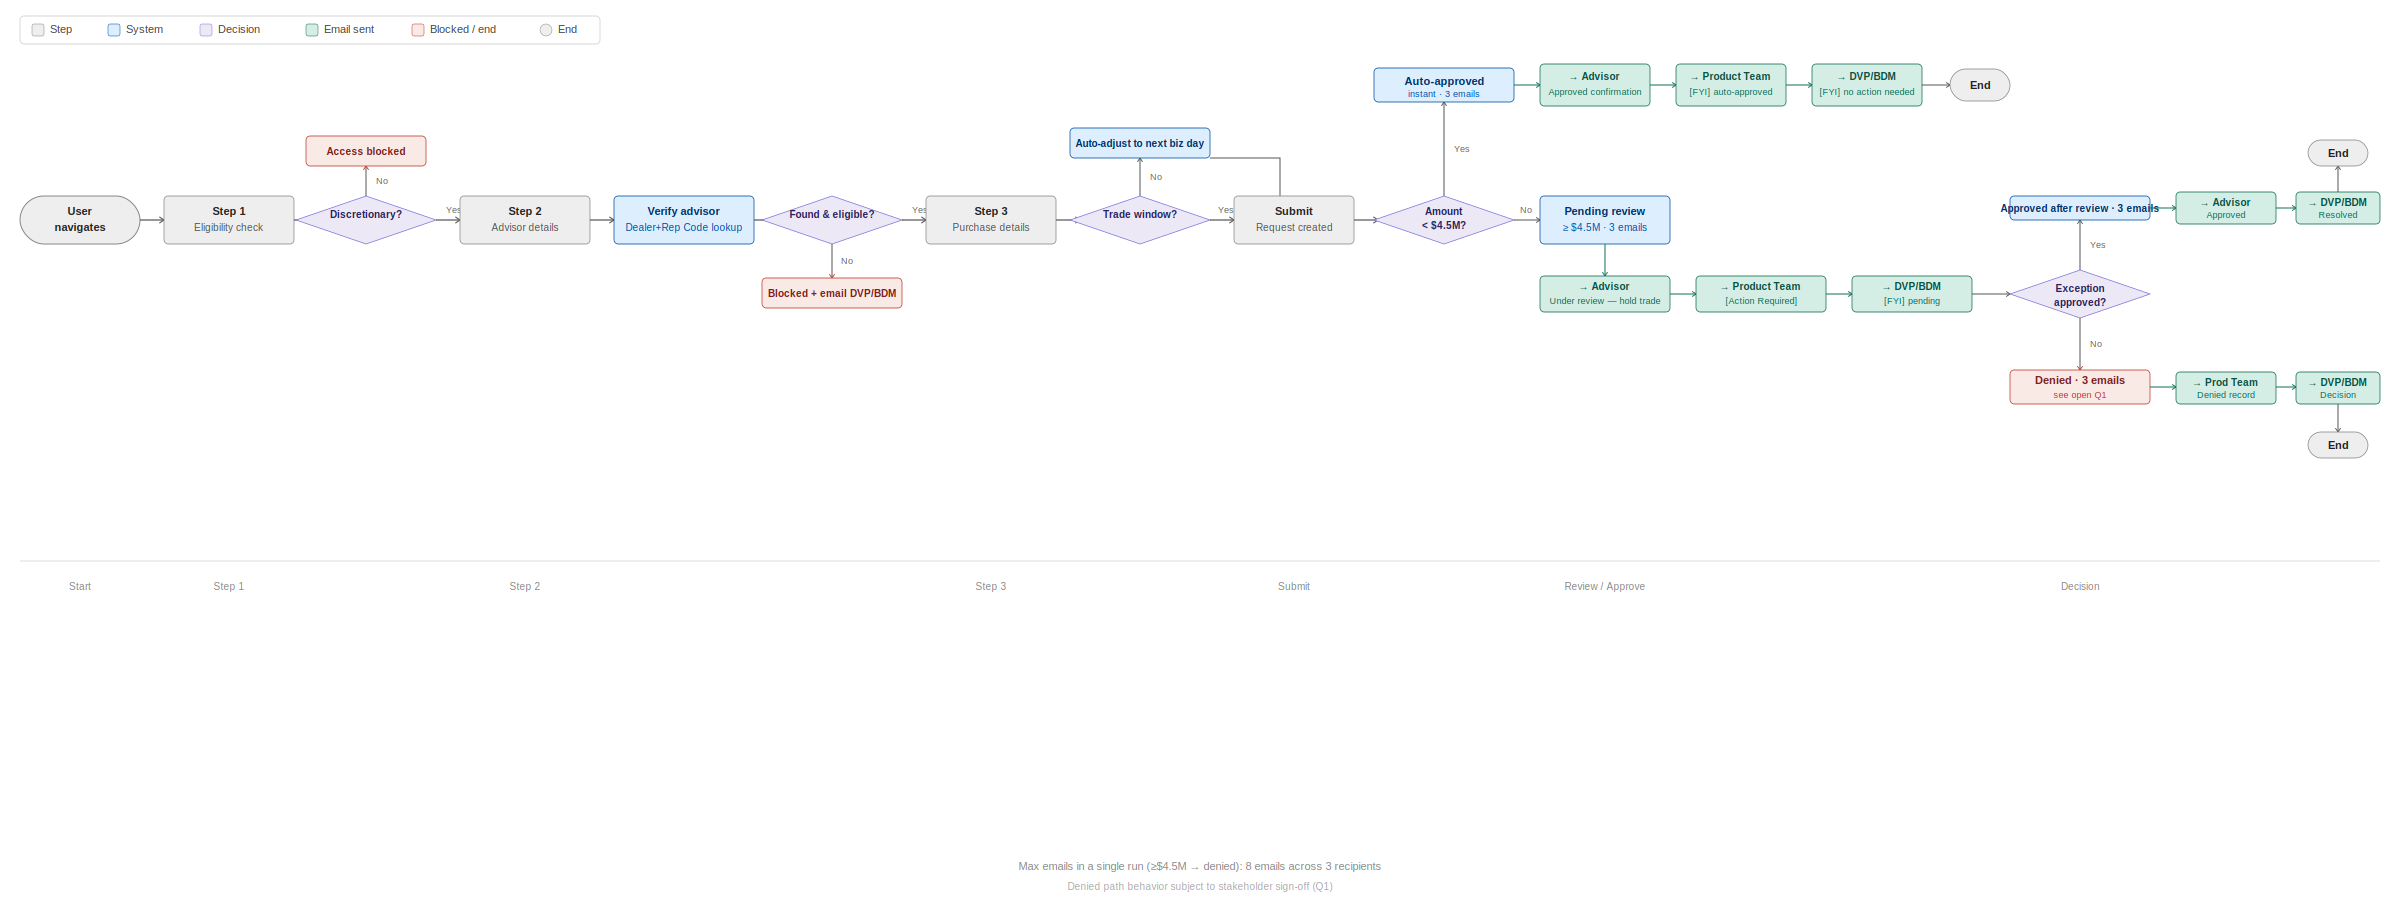 Step
System
Decision
Email sent
Blocked / end
End
Auto-approved
instant · 3 emails
→ Advisor
Approved confirmation
→ Product Team
[FYI] auto-approved
→ DVP/BDM
[FYI] no action needed
End
Yes
User
navigates
Step 1
Eligibility check
Access blocked
No
Discretionary?
Yes
Step 2
Advisor details
Verify advisor
Dealer+Rep Code lookup
Found & eligible?
No
Blocked + email DVP/BDM
Yes
Step 3
Purchase details
Auto-adjust to next biz day
No
Trade window?
Yes
Submit
Request created
Amount
< $4.5M?
No
Pending review
≥ $4.5M · 3 emails
→ Advisor
Under review — hold trade
→ Product Team
[Action Required]
→ DVP/BDM
[FYI] pending
Exception
approved?
Yes
Approved after review · 3 emails
→ Advisor
Approved
→ DVP/BDM
Resolved
End
No
Denied · 3 emails
see open Q1
→ Prod Team
Denied record
→ DVP/BDM
Decision
End
Start
Step 1
Step 2
Step 3
Submit
Review / Approve
Decision
Max emails in a single run (≥$4.5M → denied): 8 emails across 3 recipients
Denied path behavior subject to stakeholder sign-off (Q1)